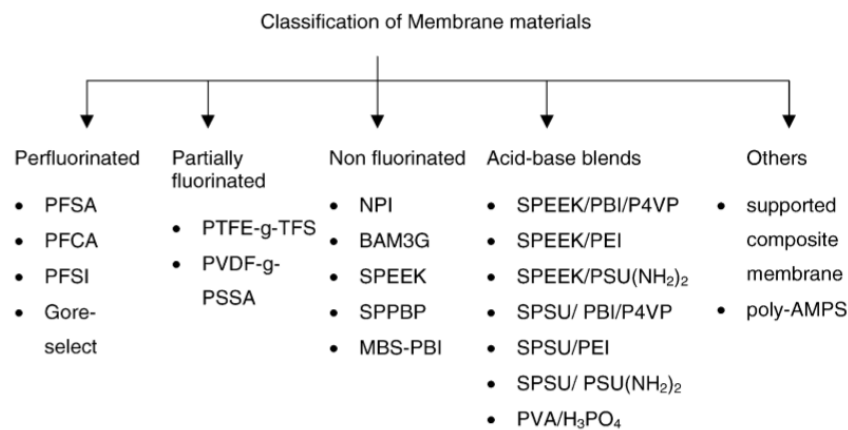 Classification of Membrane materials
Perfluorinated
• PFSA
• PFCA
• PFSI
• Gore-
select
Partially
fluorinated
• PTFE-g-TFS
• PVDF-g-
PSSA
Non fluorinated
• NPI
• BAM3G
• SPEEK
• SPPBP
• MBS-PBI
Acid-base blends
• SPEEK/PBI/P4VP
• SPEEK/PEI
• SPEEK/PSU(NH₂)₂
• SPSU/ PBI/P4VP
• SPSU/PEI
• SPSU/ PSU(NH₂)₂
• PVA/H₃PO₄
Others
• supported
composite
membrane
• poly-AMPS